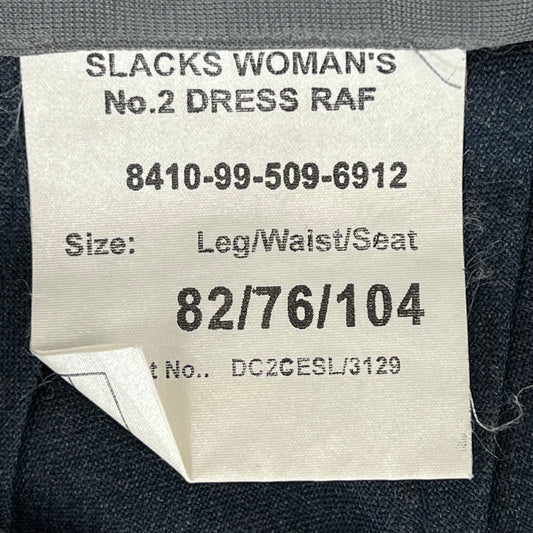 SLACKS WOMAN'S
No.2 DRESS RAF
8410-99-509-6912
Size: Leg/Waist/Seat
82/76/104
t No.. DC2CESL/3129